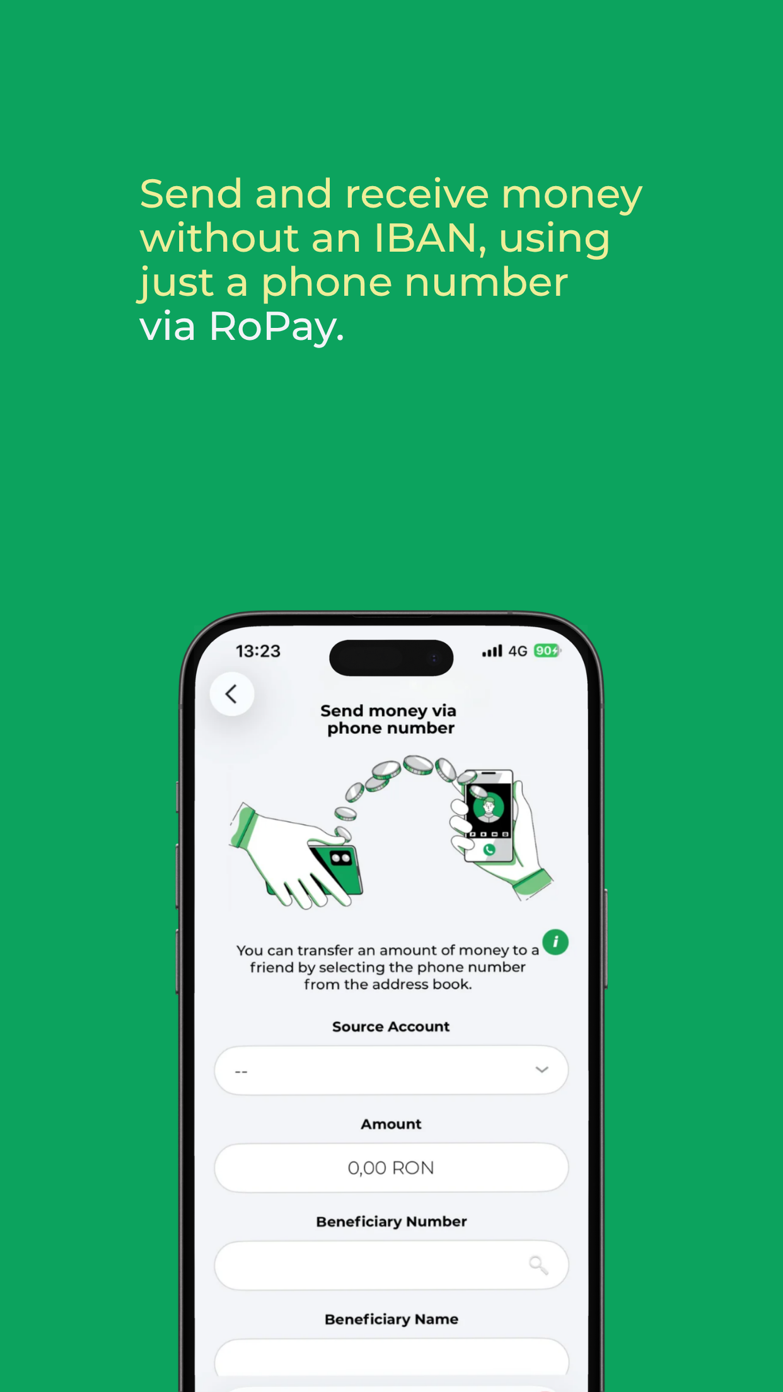 Send and receive money
without an IBAN, using
just a phone number
via RoPay.
13:23
4G
90
Send money via
phone number
You can transfer an amount of money to a
friend by selecting the phone number
from the address book.
i
Source Account
--
Amount
0,00 RON
Beneficiary Number
Beneficiary Name